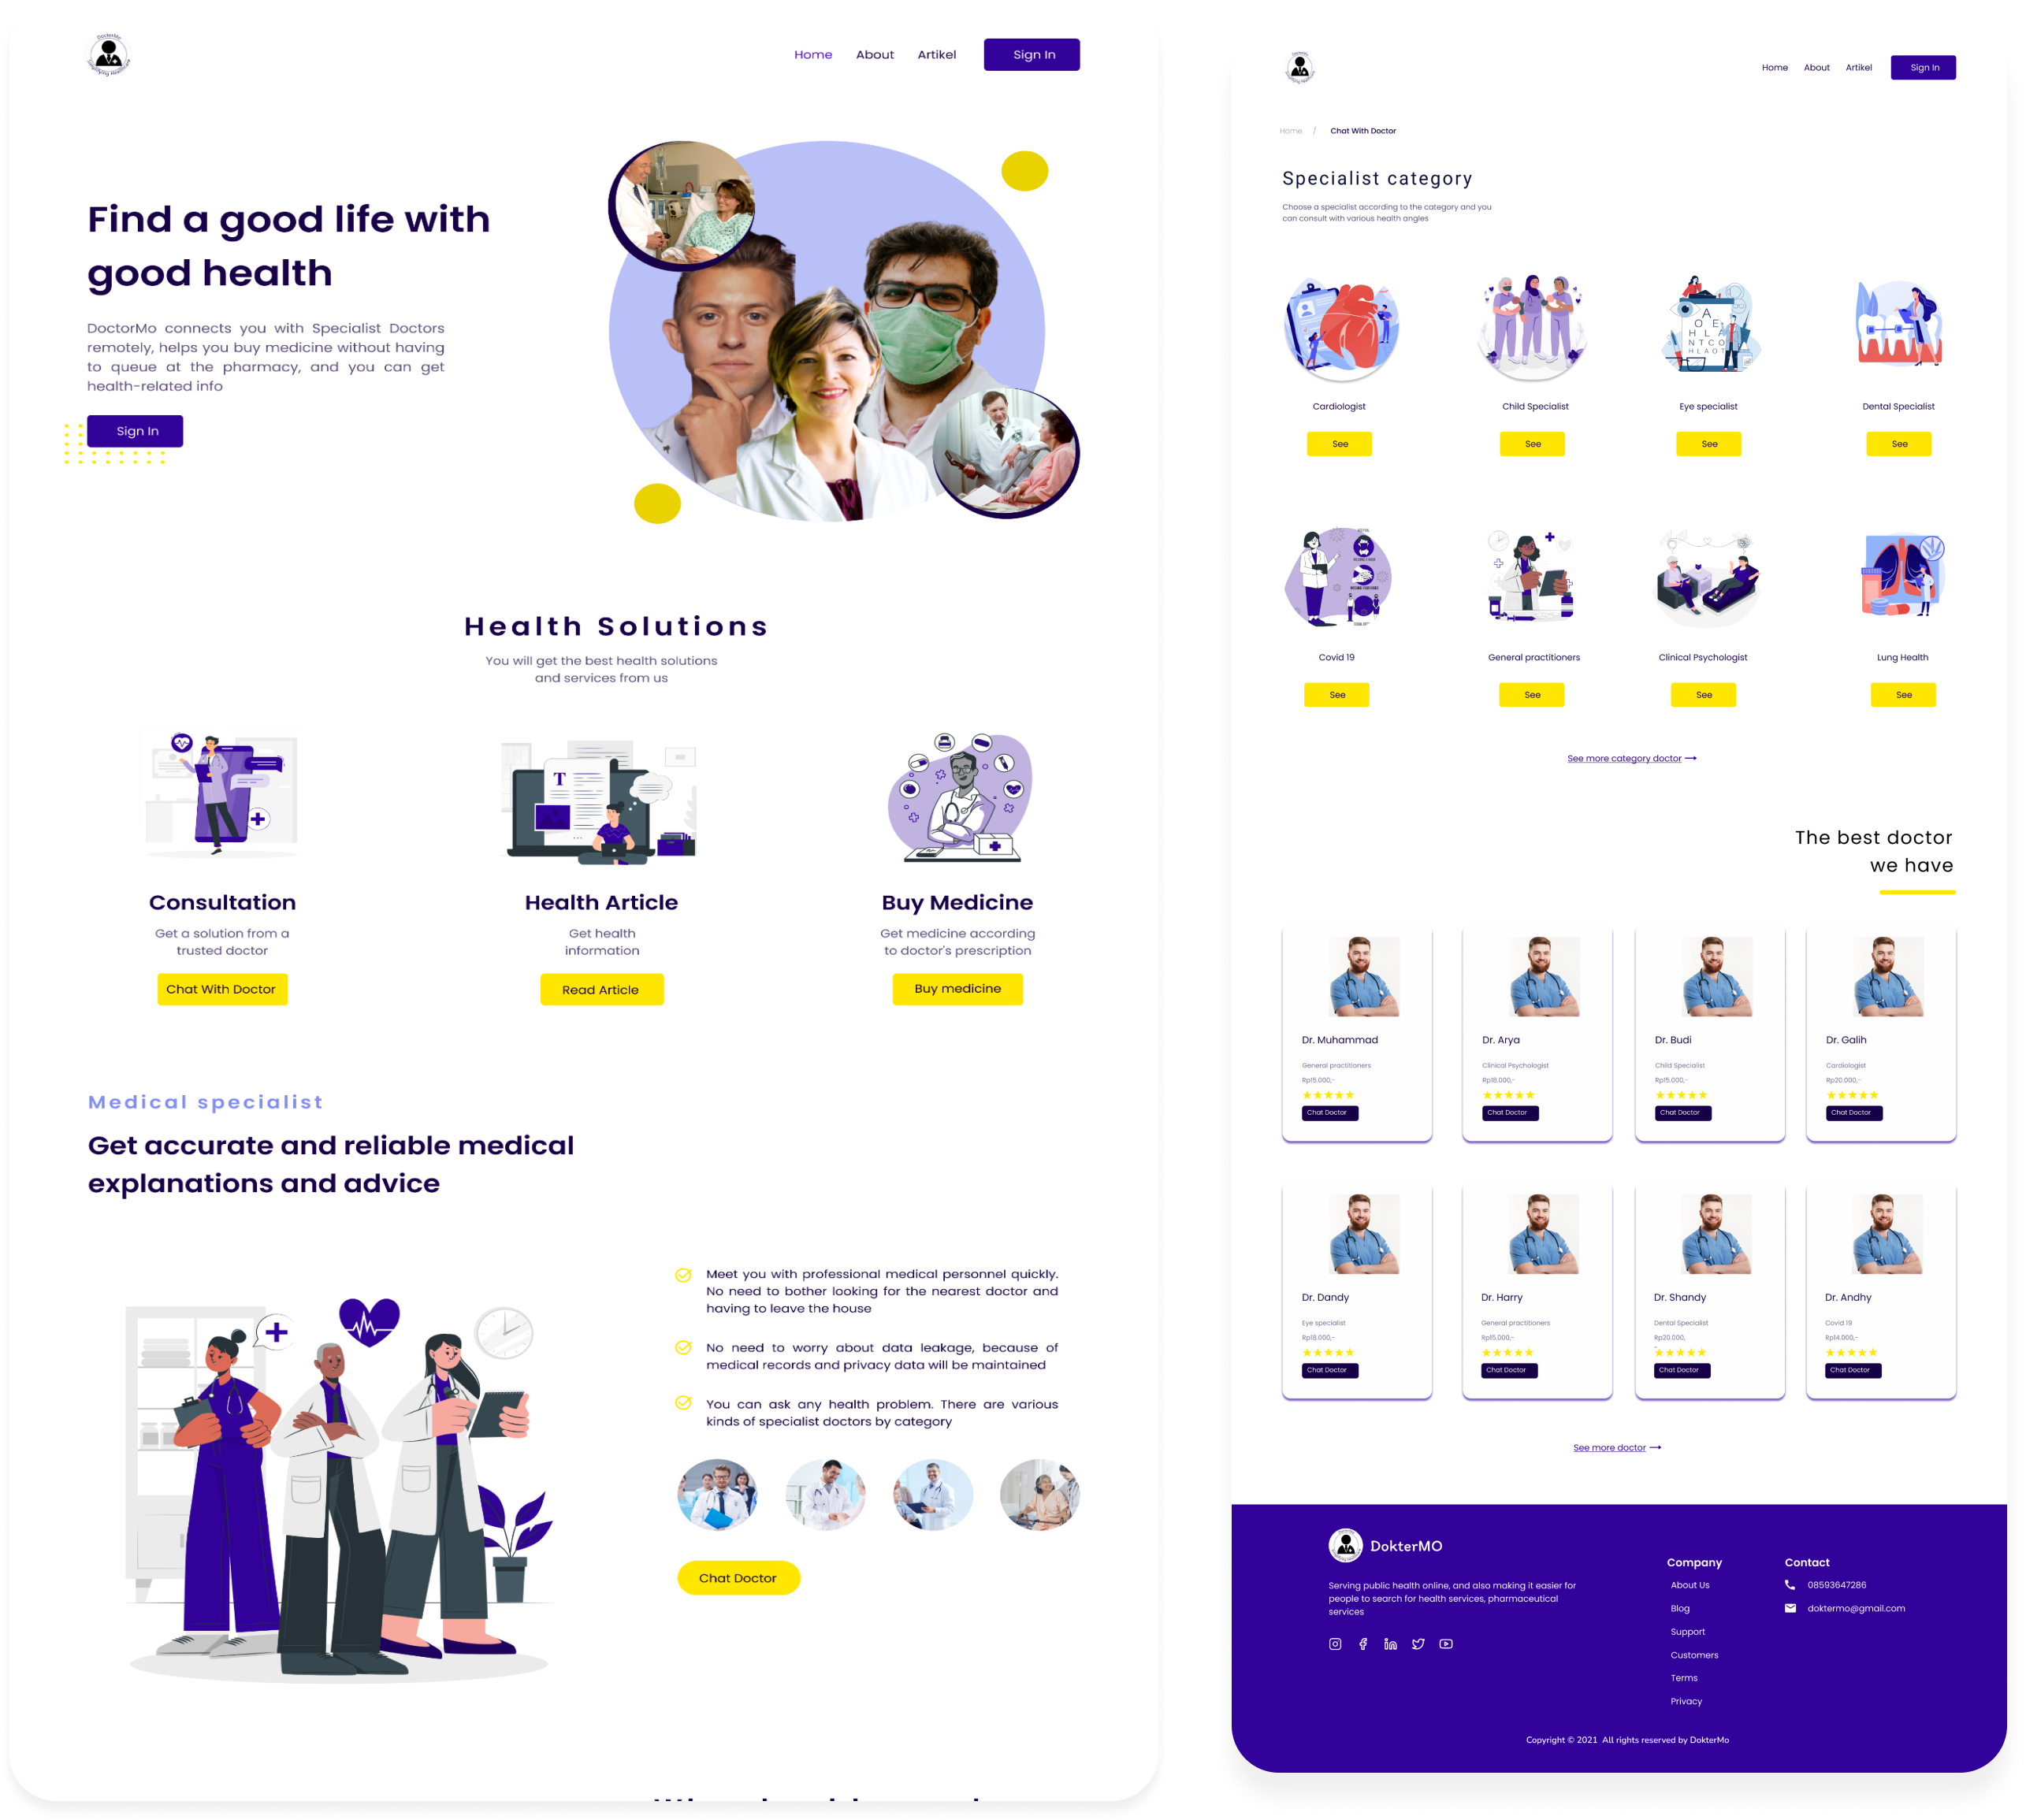 Home About Artikel Sign In
Find a good life with
good health
DoctorMo connects you with Specialist Doctors
remotely, helps you buy medicine without having
to queue at the pharmacy, and you can get
health-related info
Sign In
Health Solutions
You will get the best health solutions
and services from us
T
Consultation
Get a solution from a
trusted doctor
Chat With Doctor
Health Article
Get health
information
Read Article
Buy Medicine
Get medicine according
to doctor's prescription
Buy medicine
Medical specialist
Get accurate and reliable medical
explanations and advice
Meet you with professional medical personnel quickly.
No need to bother looking for the nearest doctor and
having to leave the house
No need to worry about data leakage, because of
medical records and privacy data will be maintained
You can ask any health problem. There are various
kinds of specialist doctors by category
Chat Doctor
Home About Artikel Sign In
Home / Chat With Doctor
Specialist category
Choose a specialist according to the category and you
can consult with various health angles
Cardiologist
See
Child Specialist
See
Eye specialist
See
Dental Specialist
See
Covid 19
See
General practitioners
See
Clinical Psychologist
See
Lung Health
See
See more category doctor
The best doctor
we have
Dr. Muhammad
General practitioners
Rp15.000,-
Chat Doctor
Dr. Arya
Clinical Psychologist
Rp18.000,-
Chat Doctor
Dr. Budi
Child Specialist
Rp15.000,-
Chat Doctor
Dr. Galih
Cardiologist
Rp20.000,-
Chat Doctor
Dr. Dandy
Eye specialist
Rp18.000,-
Chat Doctor
Dr. Harry
General practitioners
Rp15.000,-
Chat Doctor
Dr. Shandy
Dental Specialist
Rp20.000,
-
Chat Doctor
Dr. Andhy
Covid 19
Rp14.000,-
Chat Doctor
See more doctor
DokterMO
Serving public health online, and also making it easier for
people to search for health services, pharmaceutical
services
Company
About Us
Blog
Support
Customers
Terms
Privacy
Contact
08593647286
doktermo@gmail.com
Copyright © 2021 All rights reserved by DokterMo